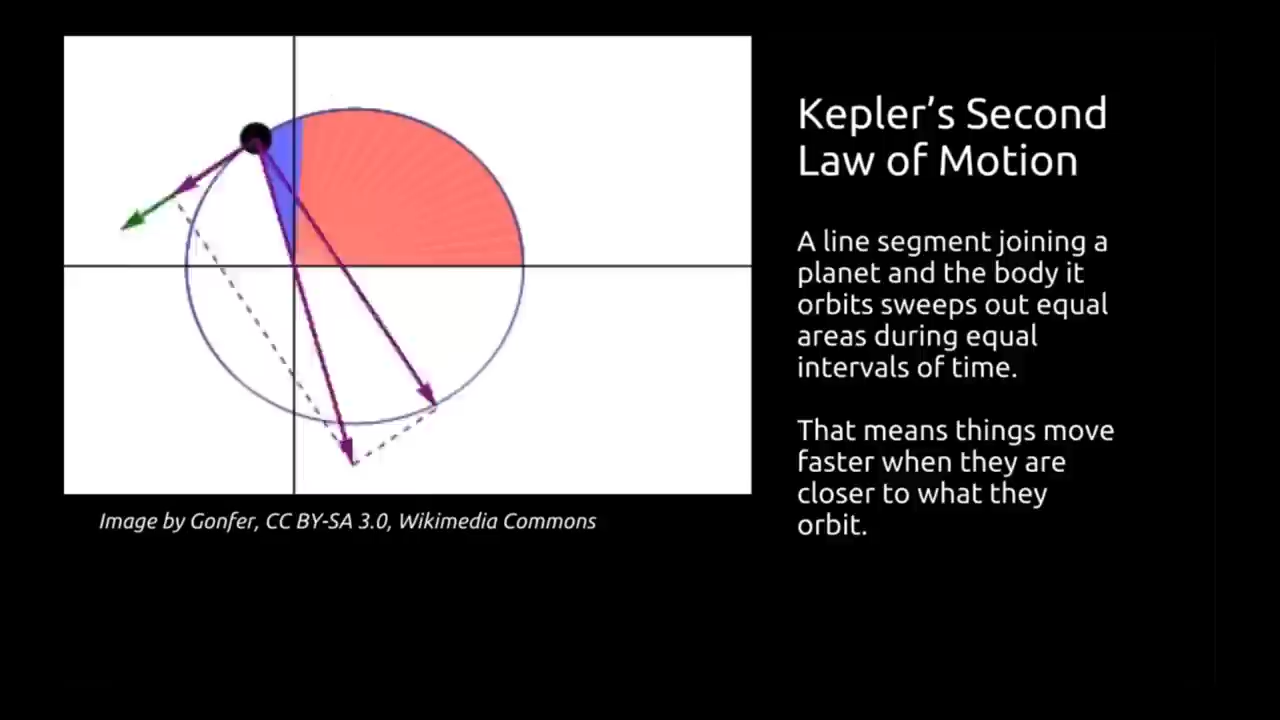 Kepler’s Second
Law of Motion
A line segment joining a
planet and the body it
orbits sweeps out equal
areas during equal
intervals of time.
That means things move
faster when they are
closer to what they
orbit.
Image by Gonfer, CC BY-SA 3.0, Wikimedia Commons